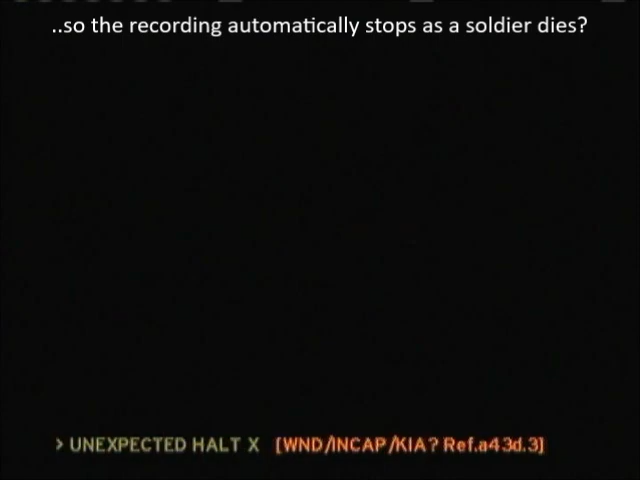 ..so the recording automatically stops as a soldier dies?
> UNEXPECTED HALT X [WND/INCAP/KIA? Ref.a43d.3]